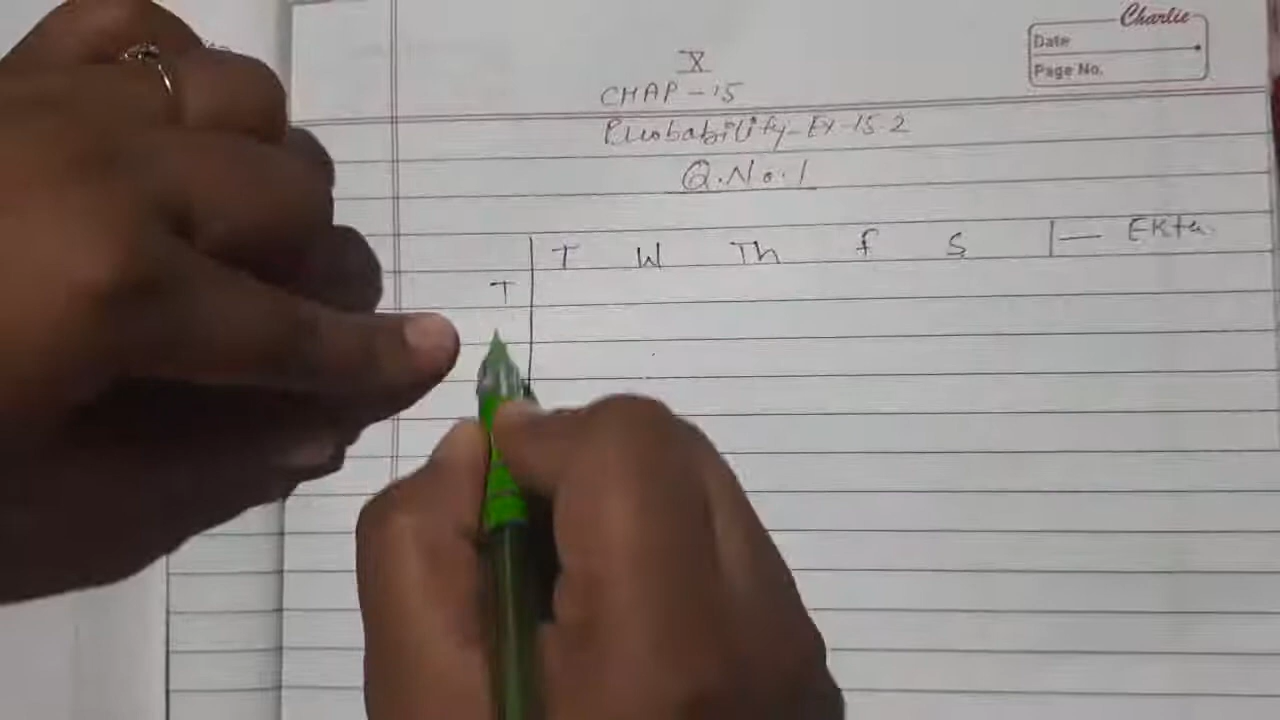 Charlie
Date
Page No.
X
CHAP-15
Probability-Ex-15.2
Q.No.1
T W Th f S | — Ekta
T